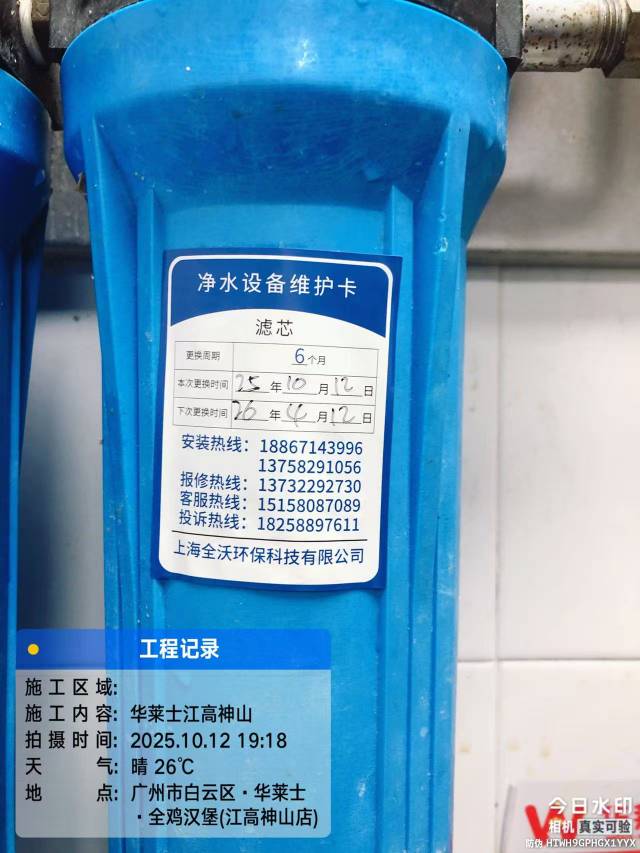 净水设备维护卡
滤芯
更换周期 6个月
本次更换时间 25年10月12日
下次更换时间 26年4月12日
安装热线：18867143996
13758291056
报修热线：13732292730
客服热线：15158087089
投诉热线：18258897611
上海全沃环保科技有限公司
工程记录
施工区域：
施工内容：华莱士江高神山
拍摄时间：2025.10.12 19:18
天气：晴 26℃
地点：广州市白云区·华莱士
·全鸡汉堡(江高神山店)
今日水印
相机 真实可验
防伪 HIWH9GPHGX1YYX